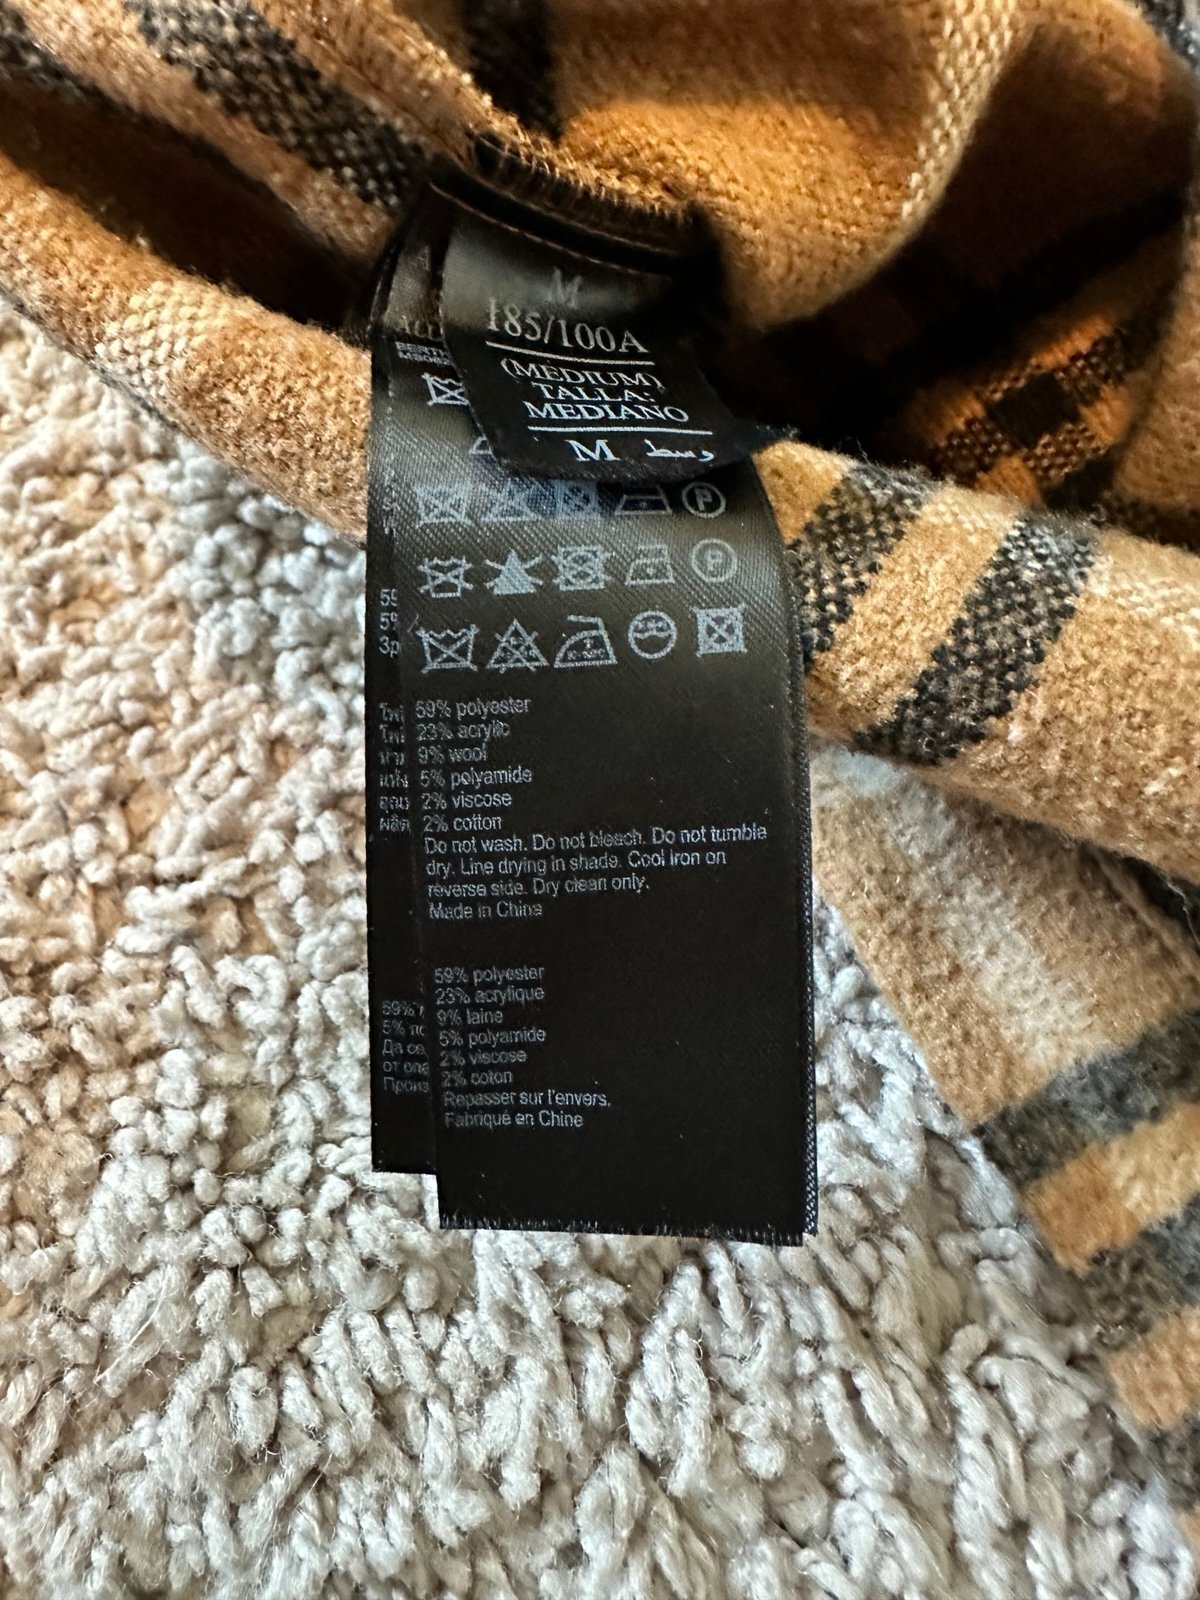 M
185/100A
(MEDIUM)
TALLA:
MEDIANO
M وسط
59% polyester
23% acrylic
9% wool
5% polyamide
2% viscose
2% cotton
Do not wash. Do not bleach. Do not tumble
dry. Line drying in shade. Cool iron on
reverse side. Dry clean only.
Made in China
59% polyester
23% acrylique
9% laine
5% polyamide
2% viscose
2% coton
Repasser sur l'envers.
Fabriqué en Chine
59%
5%